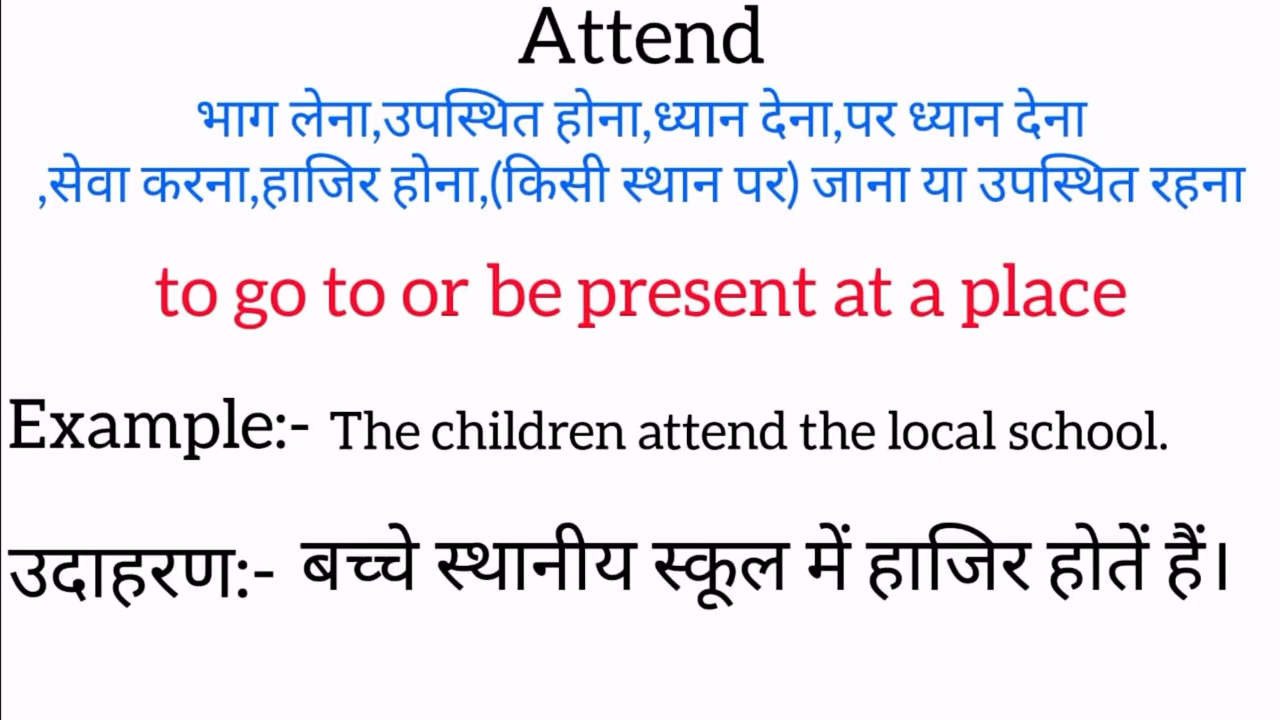 Attend
भाग लेना,उपस्थित होना,ध्यान देना,पर ध्यान देना
,सेवा करना,हाजिर होना,(किसी स्थान पर) जाना या उपस्थित रहना
to go to or be present at a place
Example:- The children attend the local school.
उदाहरण:- बच्चे स्थानीय स्कूल में हाजिर होतें हैं।